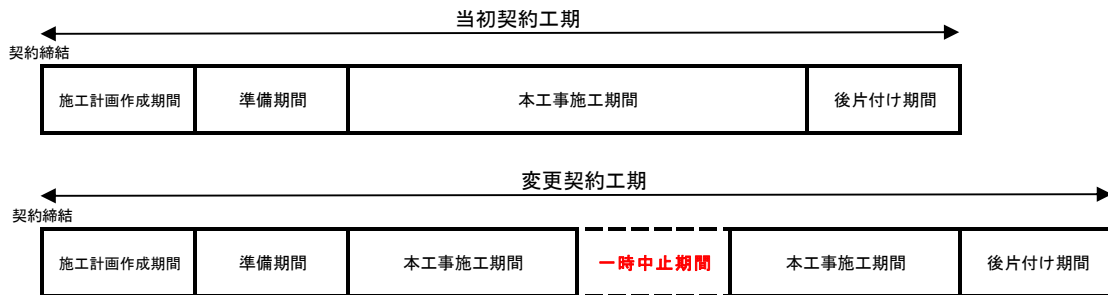 当初契約工期
契約締結
施工計画作成期間 準備期間 本工事施工期間 後片付け期間
変更契約工期
契約締結
施工計画作成期間 準備期間 本工事施工期間 一時中止期間 本工事施工期間 後片付け期間